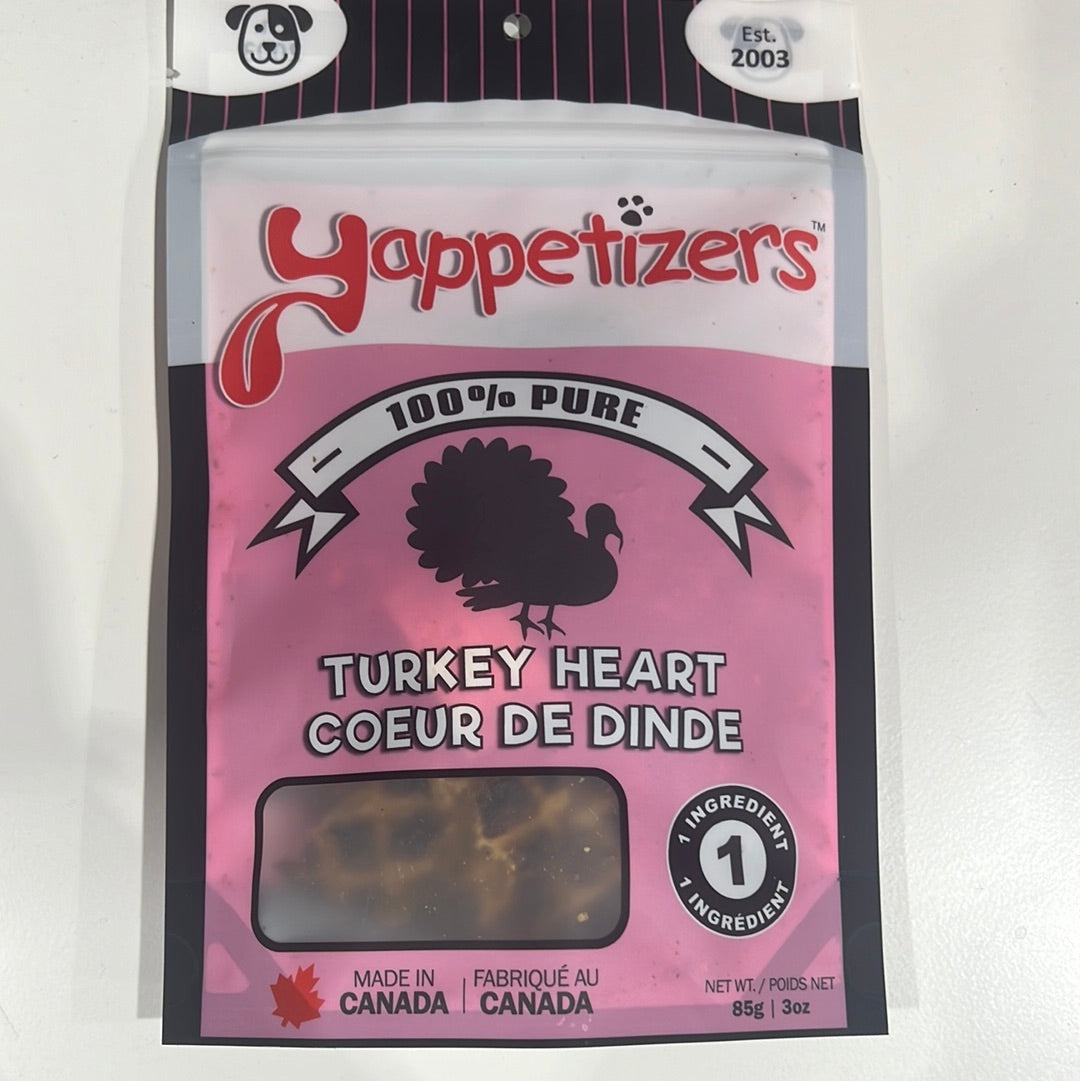 Est.
2003
yappetizers™
100% PURE
TURKEY HEART
COEUR DE DINDE
1 INGREDIENT
1
1 INGRÉDIENT
MADE IN
CANADA
FABRIQUÉ AU
CANADA
NET WT. / POIDS NET
85g | 3oz